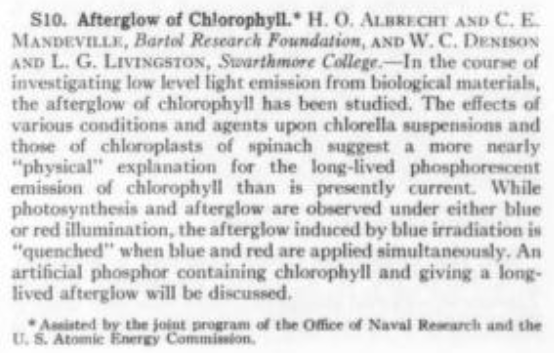 S10. Afterglow of Chlorophyll.* H. O. ALBRECHT AND C. E.
MANDEVILLE, Bartol Research Foundation, AND W. C. DENISON
AND L. G. LIVINGSTON, Swarthmore College.—In the course of
investigating low level light emission from biological materials,
the afterglow of chlorophyll has been studied. The effects of
various conditions and agents upon chlorella suspensions and
those of chloroplasts of spinach suggest a more nearly
"physical" explanation for the long-lived phosphorescent
emission of chlorophyll than is presently current. While
photosynthesis and afterglow are observed under either blue
or red illumination, the afterglow induced by blue irradiation is
"quenched" when blue and red are applied simultaneously. An
artificial phosphor containing chlorophyll and giving a long-
lived afterglow will be discussed.
* Assisted by the joint program of the Office of Naval Research and the
U. S. Atomic Energy Commission.